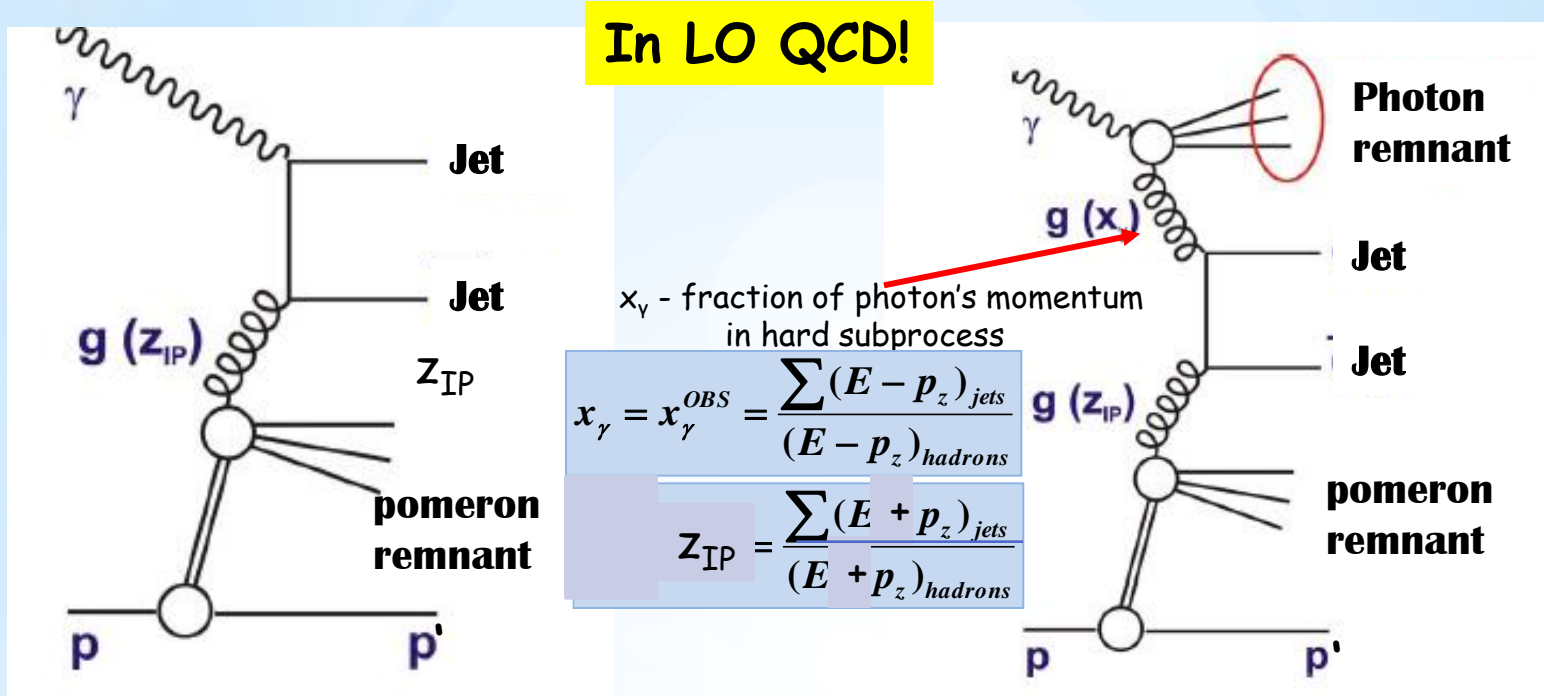 In LO QCD!
γ
Jet
Jet
g (z_IP)
z_IP
pomeron
remnant
p
p'
x_γ - fraction of photon's momentum
in hard subprocess
x_γ = x_γ^OBS = ∑(E − p_z)_jets / (E − p_z)_hadrons
z_IP = ∑(E + p_z)_jets / (E + p_z)_hadrons
Photon
remnant
γ
g (x)
Jet
Jet
g (z_IP)
pomeron
remnant
p
p'